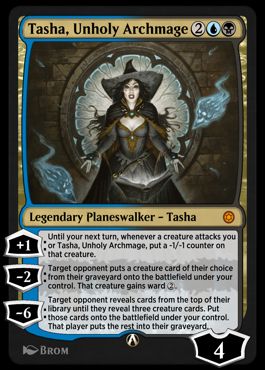 Tasha, Unholy Archmage 2
Legendary Planeswalker – Tasha
+1
Until your next turn, whenever a creature attacks you
or Tasha, Unholy Archmage, put a -1/-1 counter on
that creature.
-2
Target opponent puts a creature card of their choice
from their graveyard onto the battlefield under your
control. That creature gains ward 2.
-6
Target opponent reveals cards from the top of their
library until they reveal three creature cards. Put
those cards onto the battlefield under your control.
That player puts the rest into their graveyard.
4
BROM